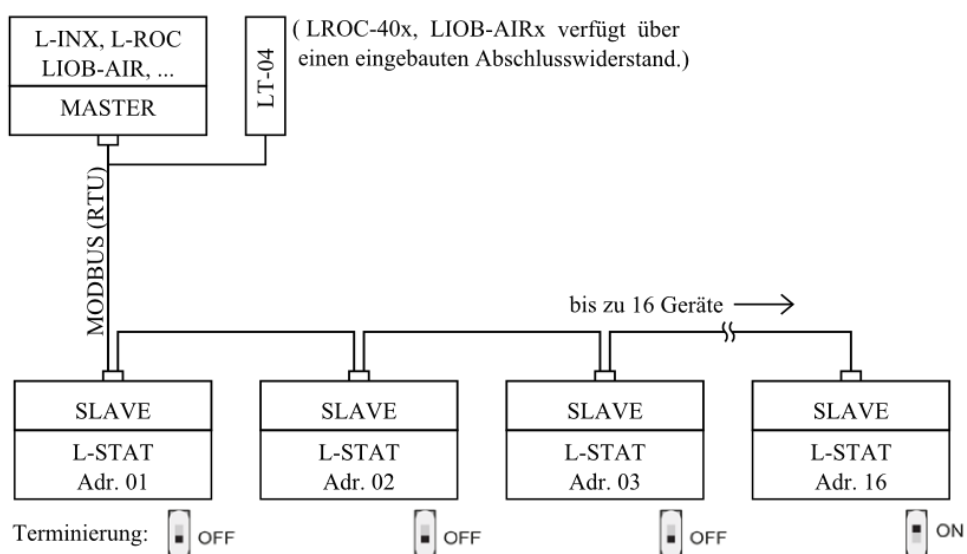 L-INX, L-ROC
LIOB-AIR, ...
MASTER
LT-04
( LROC-40x, LIOB-AIRx verfügt über
einen eingebauten Abschlusswiderstand.)
MODBUS (RTU)
bis zu 16 Geräte
SLAVE
L-STAT
Adr. 01
SLAVE
L-STAT
Adr. 02
SLAVE
L-STAT
Adr. 03
SLAVE
L-STAT
Adr. 16
Terminierung: OFF OFF OFF ON